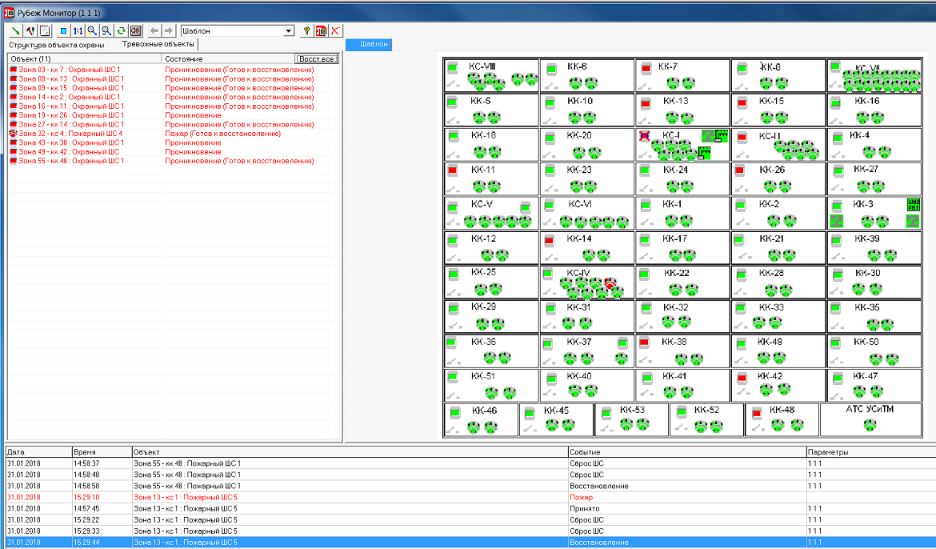 Рубеж Монитор (1 1 1)
1:1 Шаблон
Структура объекта охраны Тревожные объекты Шаблон
Объект (11) Состояние Восст.все
Зона 03 - кк 7 : Охранный ШС 1 Проникновение (Готов к восстановлению)
Зона 08 - кк 13 : Охранный ШС 1 Проникновение (Готов к восстановлению)
Зона 09 - кк 15 : Охранный ШС 1 Проникновение (Готов к восстановлению)
Зона 14 - кс 2 : Охранный ШС 1 Проникновение (Готов к восстановлению)
Зона 16 - кк 11 : Охранный ШС 1 Проникновение (Готов к восстановлению)
Зона 19 - кк 26 : Охранный ШС 1 Проникновение
Зона 27 - кк 14 : Охранный ШС 1 Проникновение (Готов к восстановлению)
Зона 32 - кс 4 : Пожарный ШС 4 Пожар (Готов к восстановлению)
Зона 43 - кк 38 : Охранный ШС 1 Проникновение
Зона 49 - кк 42 : Охранный ШС Проникновение
Зона 55 - кк 48 : Охранный ШС 1 Проникновение (Готов к восстановлению)
КС-VIII КК-6 КК-7 КК-8 КС-VII
КК-5 КК-10 КК-13 КК-15 КК-16
КК-18 КК-20 КС-I КС-II КК-4
КК-11 КК-23 КК-24 КК-26 КК-27
КС-V КС-VI КК-1 КК-2 КК-3
КК-12 КК-14 КК-17 КК-21 КК-39
КК-25 КС-IV КК-22 КК-28 КК-30
КК-29 КК-31 КК-32 КК-33 КК-35
КК-36 КК-37 КК-38 КК-49 КК-50
КК-51 КК-40 КК-41 КК-42 КК-47
КК-46 КК-45 КК-53 КК-52 КК-48 АТС УСиТМ
Дата Время Объект Событие Параметры
31.01.2018 14:58:37 Зона 55 - кк 48 : Пожарный ШС 1 Сброс ШС 1 1 1
31.01.2018 14:58:48 Зона 55 - кк 48 : Пожарный ШС 1 Сброс ШС 1 1 1
31.01.2018 14:58:58 Зона 55 - кк 48 : Пожарный ШС 1 Восстановление 1 1 1
31.01.2018 15:29:10 Зона 13 - кс 1 : Пожарный ШС 5 Пожар
31.01.2018 14:57:45 Зона 13 - кс 1 : Пожарный ШС 5 Принято 1 1 1
31.01.2018 15:29:22 Зона 13 - кс 1 : Пожарный ШС 5 Сброс ШС 1 1 1
31.01.2018 15:29:33 Зона 13 - кс 1 : Пожарный ШС 5 Сброс ШС 1 1 1
31.01.2018 15:29:44 Зона 13 - кс 1 : Пожарный ШС 5 Восстановление 1 1 1